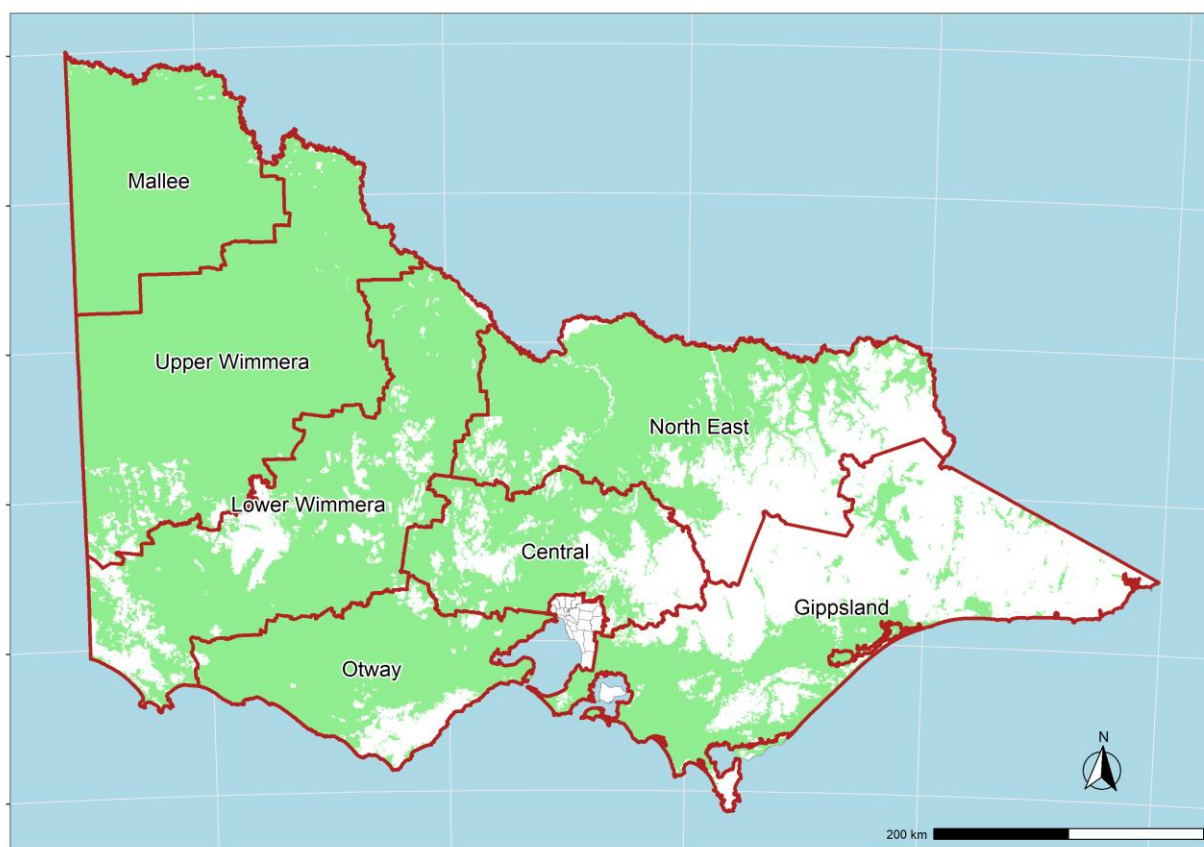 Mallee
Upper Wimmera
North East
Lower Wimmera
Central
Gippsland
Otway
N
200 km